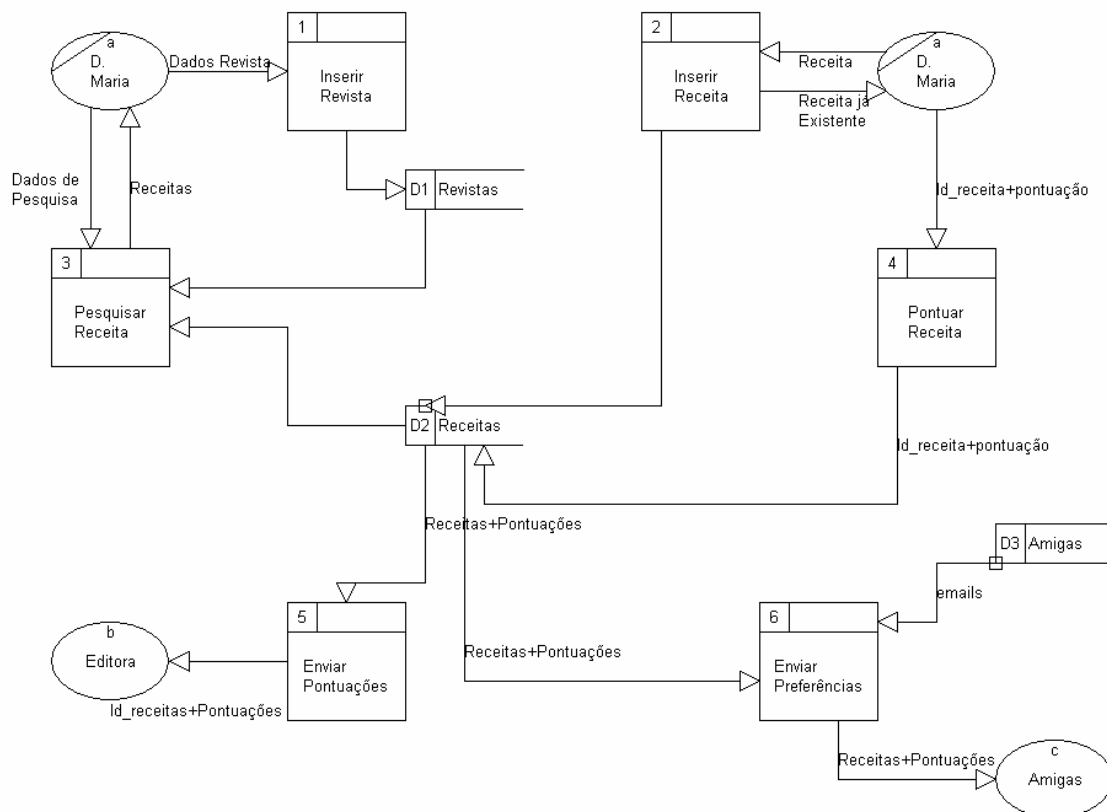 a
D.
Maria
Dados Revista
1
Inserir
Revista
2
Inserir
Receita
Receita
Receita já
Existente
a
D.
Maria
Dados de
Pesquisa
Receitas
D1 Revistas
Id_receita+pontuação
3
Pesquisar
Receita
4
Pontuar
Receita
D2 Receitas
Id_receita+pontuação
Receitas+Pontuações
D3 Amigas
emails
b
Editora
5
Enviar
Pontuações
Id_receitas+Pontuações
Receitas+Pontuações
6
Enviar
Preferências
Receitas+Pontuações
c
Amigas